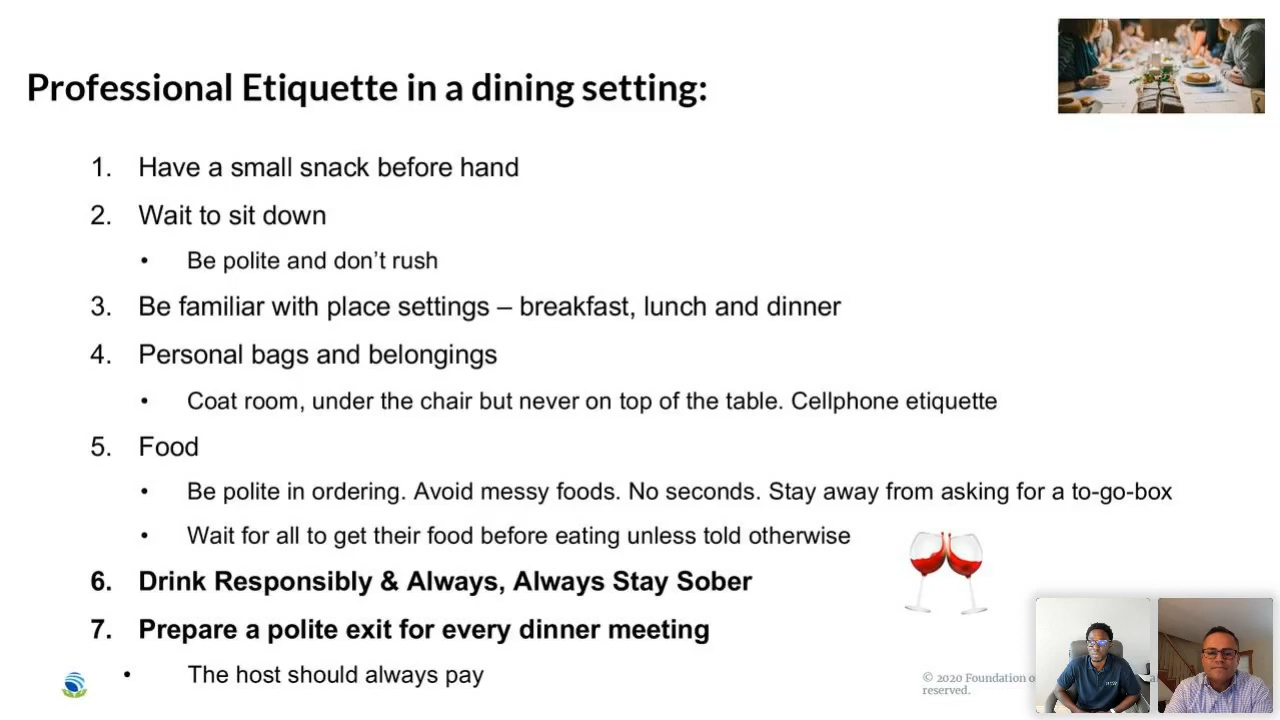 Professional Etiquette in a dining setting:
1. Have a small snack before hand
2. Wait to sit down
• Be polite and don’t rush
3. Be familiar with place settings – breakfast, lunch and dinner
4. Personal bags and belongings
• Coat room, under the chair but never on top of the table. Cellphone etiquette
5. Food
• Be polite in ordering. Avoid messy foods. No seconds. Stay away from asking for a to-go-box
• Wait for all to get their food before eating unless told otherwise
6. Drink Responsibly & Always, Always Stay Sober
7. Prepare a polite exit for every dinner meeting
• The host should always pay
© 2020 Foundation
reserved.